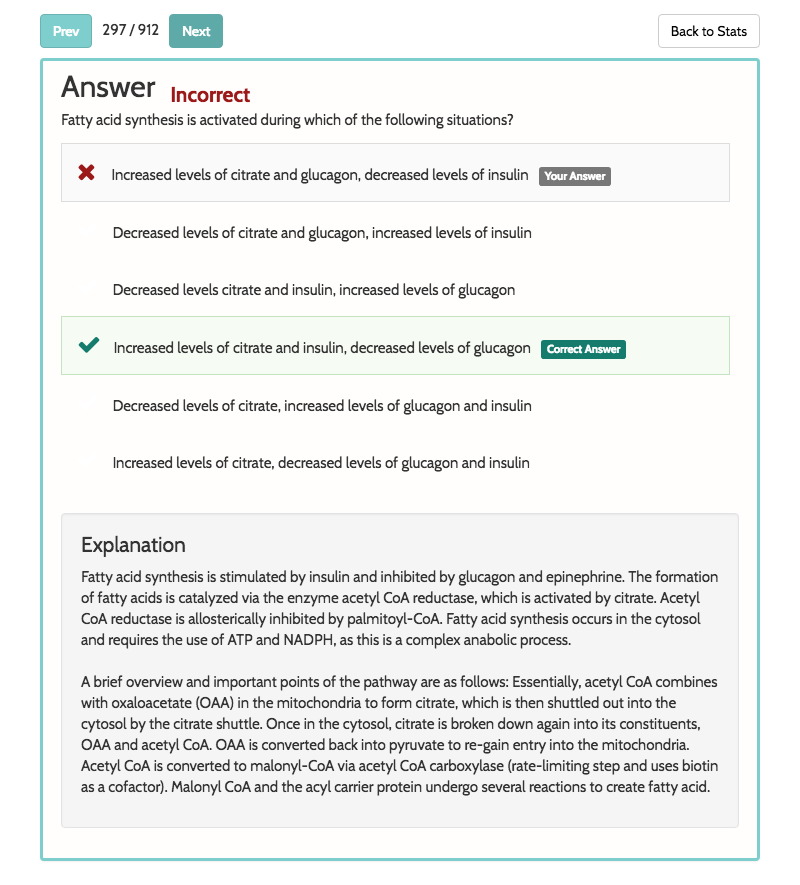 Prev 297 / 912 Next Back to Stats
Answer Incorrect
Fatty acid synthesis is activated during which of the following situations?
Increased levels of citrate and glucagon, decreased levels of insulin Your Answer
Decreased levels of citrate and glucagon, increased levels of insulin
Decreased levels citrate and insulin, increased levels of glucagon
Increased levels of citrate and insulin, decreased levels of glucagon Correct Answer
Decreased levels of citrate, increased levels of glucagon and insulin
Increased levels of citrate, decreased levels of glucagon and insulin
Explanation
Fatty acid synthesis is stimulated by insulin and inhibited by glucagon and epinephrine. The formation
of fatty acids is catalyzed via the enzyme acetyl CoA reductase, which is activated by citrate. Acetyl
CoA reductase is allosterically inhibited by palmitoyl-CoA. Fatty acid synthesis occurs in the cytosol
and requires the use of ATP and NADPH, as this is a complex anabolic process.
A brief overview and important points of the pathway are as follows: Essentially, acetyl CoA combines
with oxaloacetate (OAA) in the mitochondria to form citrate, which is then shuttled out into the
cytosol by the citrate shuttle. Once in the cytosol, citrate is broken down again into its constituents,
OAA and acetyl CoA. OAA is converted back into pyruvate to re-gain entry into the mitochondria.
Acetyl CoA is converted to malonyl-CoA via acetyl CoA carboxylase (rate-limiting step and uses biotin
as a cofactor). Malonyl CoA and the acyl carrier protein undergo several reactions to create fatty acid.